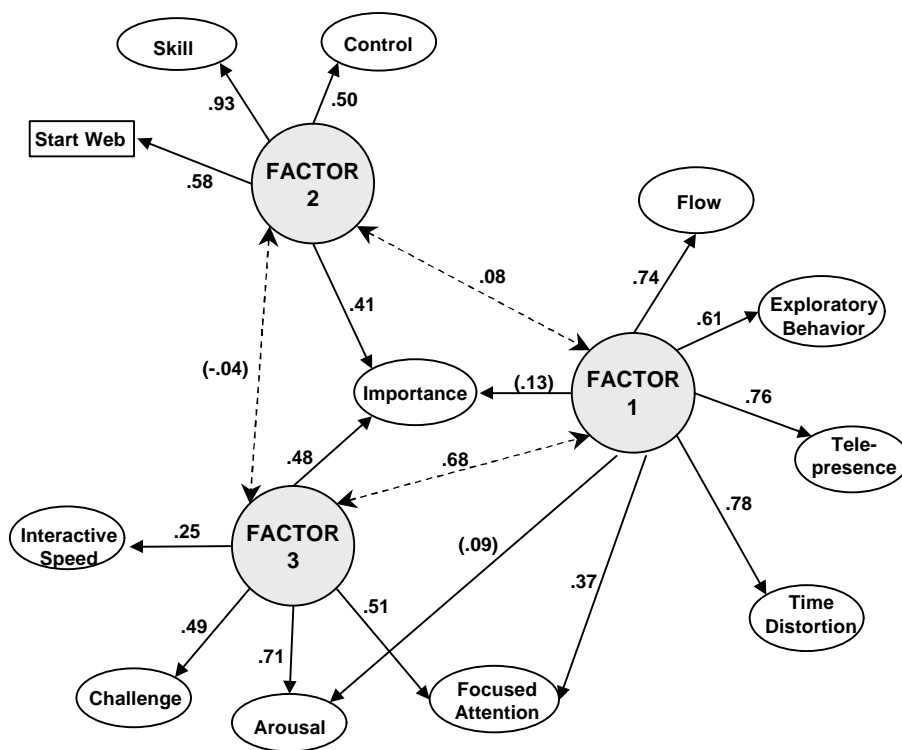 Skill
Control
.93
.50
Start Web
.58
FACTOR
2
Flow
.08
.74
Exploratory
Behavior
.61
.41
(-.04)
Importance
(.13)
FACTOR
1
.76
Tele-
presence
.48
.68
.78
Interactive
Speed
.25
FACTOR
3
(.09)
.37
.51
.49
.71
Time
Distortion
Challenge
Arousal
Focused
Attention